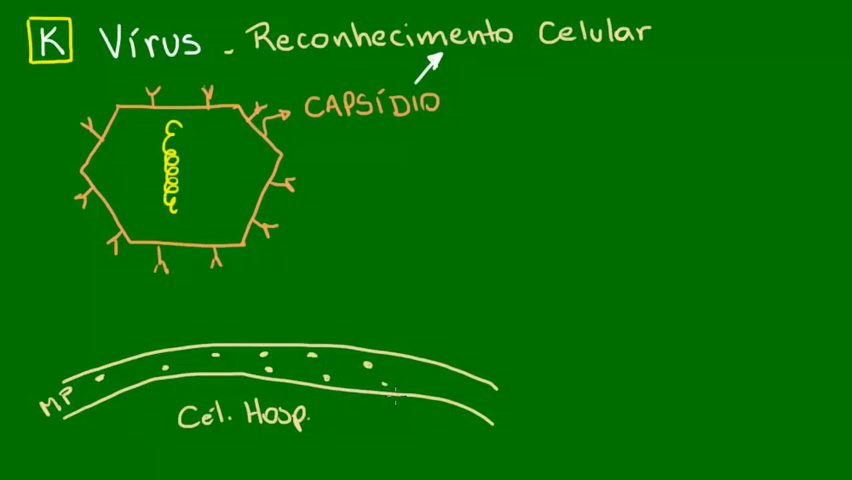 K Vírus - Reconhecimento Celular
CAPSÍDIO
MP
Cél. Hosp.